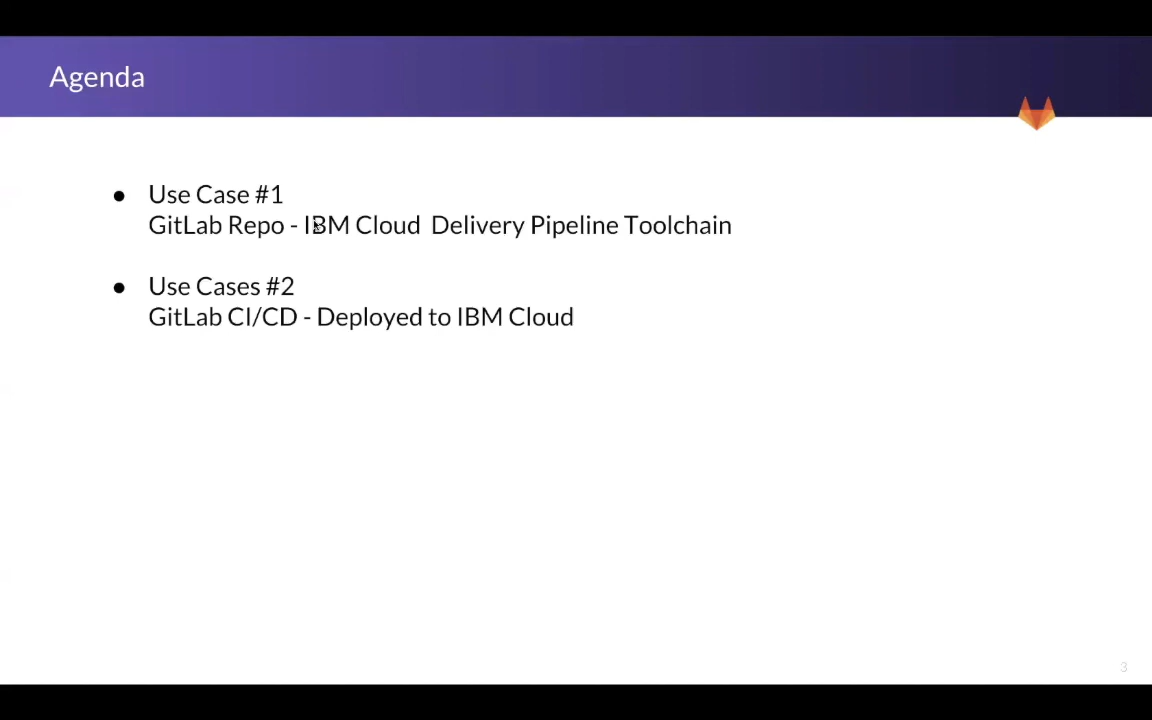 Agenda
● Use Case #1
GitLab Repo - IBM Cloud  Delivery Pipeline Toolchain
● Use Cases #2
GitLab CI/CD - Deployed to IBM Cloud
3